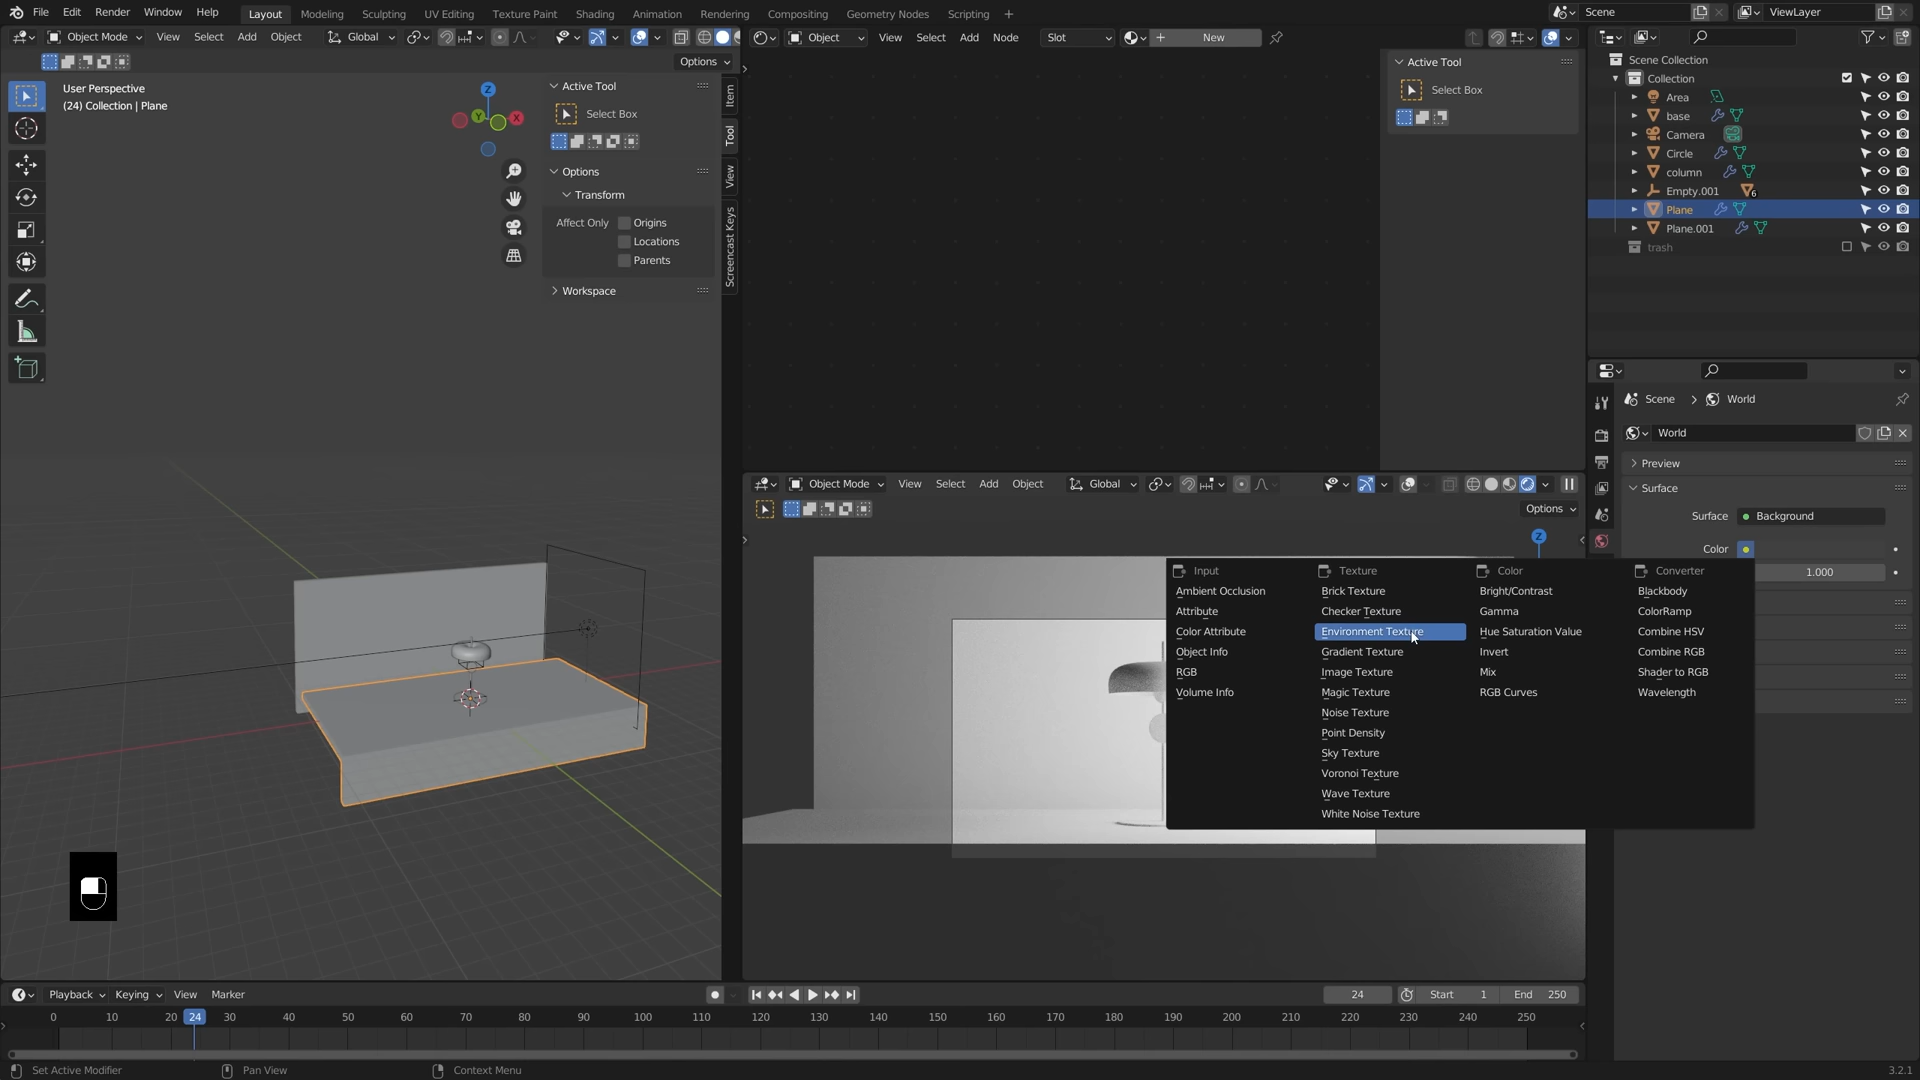 File Edit Render Window Help Layout Modeling Sculpting UV Editing Texture Paint Shading Animation Rendering Compositing Geometry Nodes Scripting + Scene ViewLayer
Object Mode View Select Add Object Global Object View Select Add Node Slot New
Options
User Perspective
(24) Collection | Plane
Z
Y
X
Active Tool
Select Box
Options
Transform
Affect Only Origins
Locations
Parents
Workspace
Item
Tool
View
Screencast Keys
Active Tool
Select Box
Scene Collection
Collection
Area
base
Camera
Circle
column
Empty.001 6
Plane
Plane.001
trash
Scene > World
World
Preview
Surface
Surface Background
Color
1.000
Object Mode View Select Add Object Global
Options
Z
Input Texture Color Converter
Ambient Occlusion Brick Texture Bright/Contrast Blackbody
Attribute Checker Texture Gamma ColorRamp
Color Attribute Environment Texture Hue Saturation Value Combine HSV
Object Info Gradient Texture Invert Combine RGB
RGB Image Texture Mix Shader to RGB
Volume Info Magic Texture RGB Curves Wavelength
Noise Texture
Point Density
Sky Texture
Voronoi Texture
Wave Texture
White Noise Texture
Playback Keying View Marker 24 Start 1 End 250
0 10 20 24 30 40 50 60 70 80 90 100 110 120 130 140 150 160 170 180 190 200 210 220 230 240 250
Set Active Modifier Pan View Context Menu 3.2.1